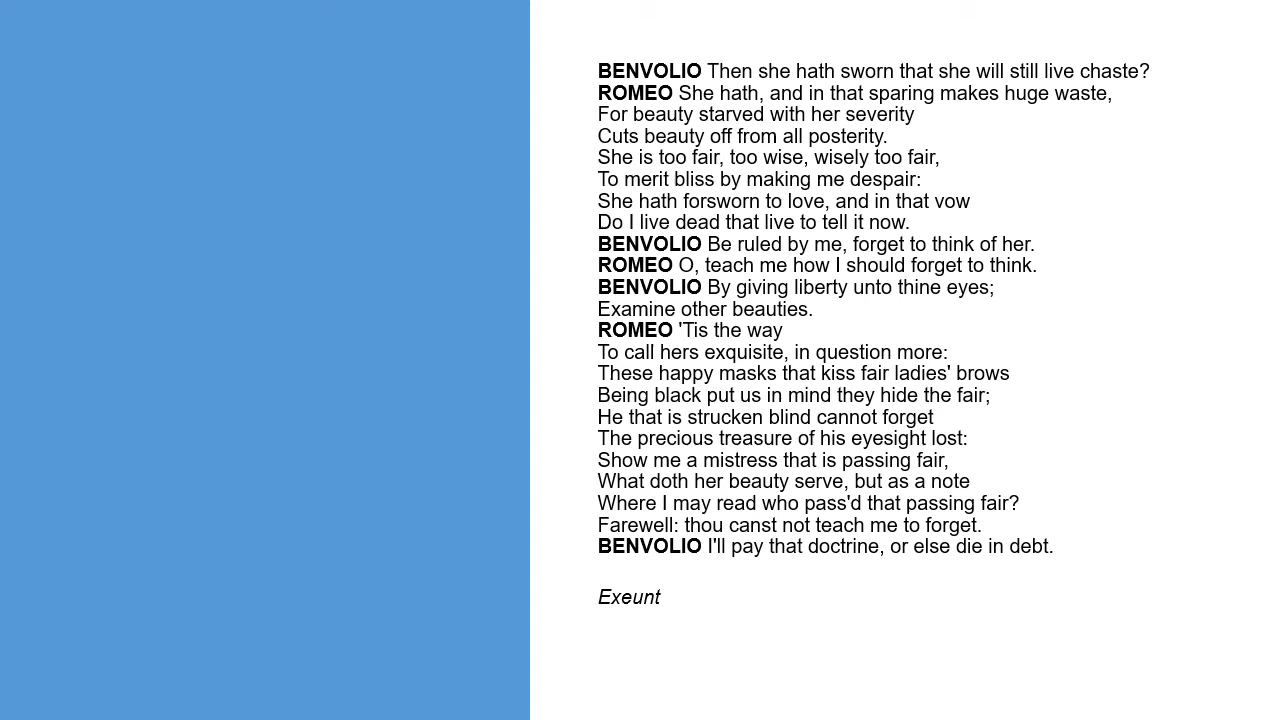 BENVOLIO Then she hath sworn that she will still live chaste?
ROMEO She hath, and in that sparing makes huge waste,
For beauty starved with her severity
Cuts beauty off from all posterity.
She is too fair, too wise, wisely too fair,
To merit bliss by making me despair:
She hath forsworn to love, and in that vow
Do I live dead that live to tell it now.
BENVOLIO Be ruled by me, forget to think of her.
ROMEO O, teach me how I should forget to think.
BENVOLIO By giving liberty unto thine eyes;
Examine other beauties.
ROMEO 'Tis the way
To call hers exquisite, in question more:
These happy masks that kiss fair ladies' brows
Being black put us in mind they hide the fair;
He that is strucken blind cannot forget
The precious treasure of his eyesight lost:
Show me a mistress that is passing fair,
What doth her beauty serve, but as a note
Where I may read who pass'd that passing fair?
Farewell: thou canst not teach me to forget.
BENVOLIO I'll pay that doctrine, or else die in debt.
Exeunt